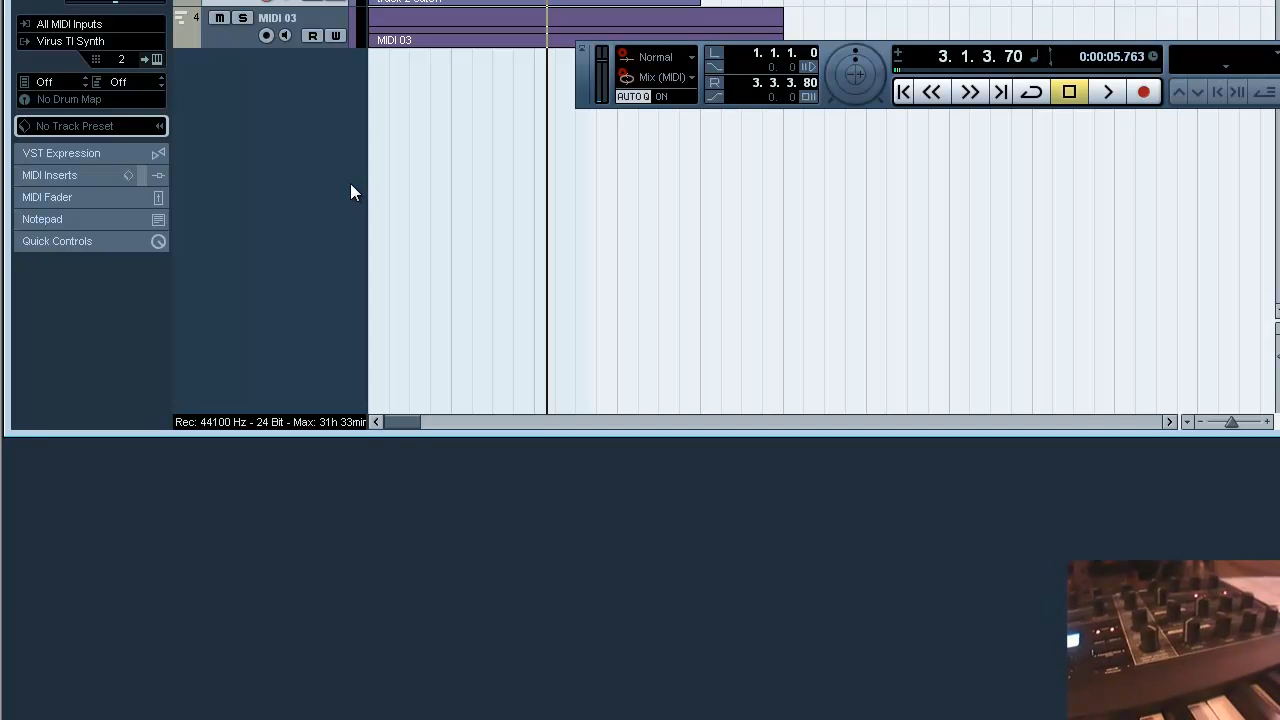 track 2 catch
4 m S MIDI 03
R W
MIDI 03
All MIDI Inputs
Virus TI Synth
2
Off Off
No Drum Map
No Track Preset
VST Expression
MIDI Inserts
MIDI Fader
Notepad
Quick Controls
Normal
Mix (MIDI)
AUTO Q ON
L 1. 1. 1. 0
0. 0
R 3. 3. 3. 80
0. 0
3. 1. 3. 70
0:00:05.763
Rec: 44100 Hz - 24 Bit - Max: 31h 33min